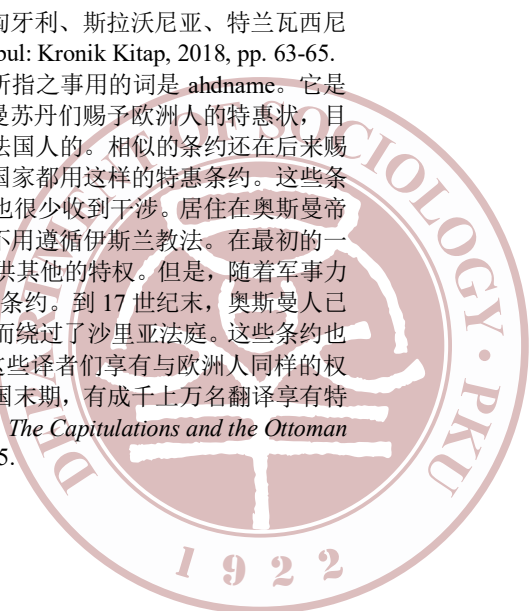 匈牙利、斯拉沃尼亚、特兰瓦西尼
bul: Kronik Kitap, 2018, pp. 63-65.
所指之事用的词是 ahdname。它是
曼苏丹们赐予欧洲人的特惠状，目
法国人的。相似的条约还在后来赐
国家都用这样的特惠条约。这些条
也很少收到干涉。居住在奥斯曼帝
不用遵循伊斯兰教法。在最初的一
供其他的特权。但是，随着军事力
条约。到 17 世纪末，奥斯曼人已
而绕过了沙里亚法庭。这些条约也
这些译者们享有与欧洲人同样的权
国末期，有成千上万名翻译享有特
The Capitulations and the Ottoman
5.
DEPARTMENT OF SOCIOLOGY · PKU
1922